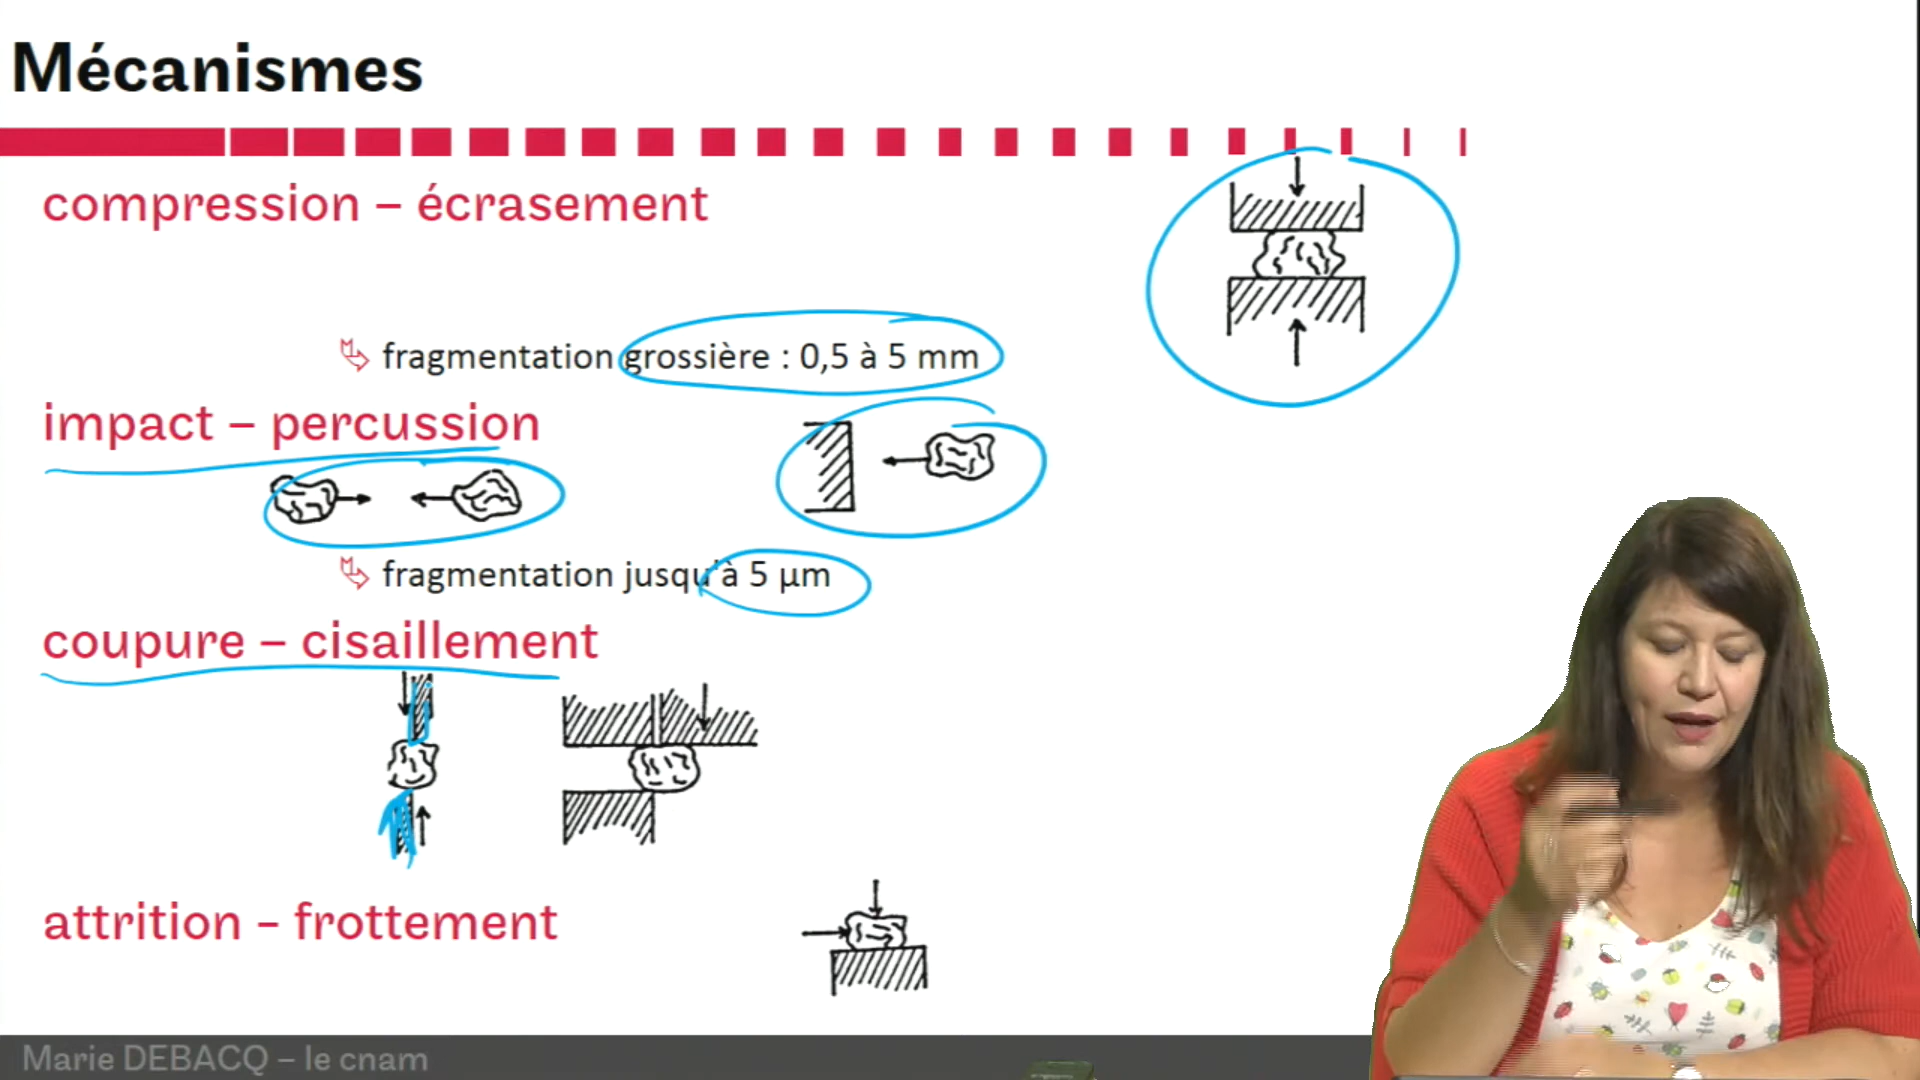 Mécanismes
compression – écrasement
fragmentation grossière : 0,5 à 5 mm
impact – percussion
fragmentation jusqu'à 5 µm
coupure – cisaillement
attrition – frottement
Marie DEBACQ – le cnam